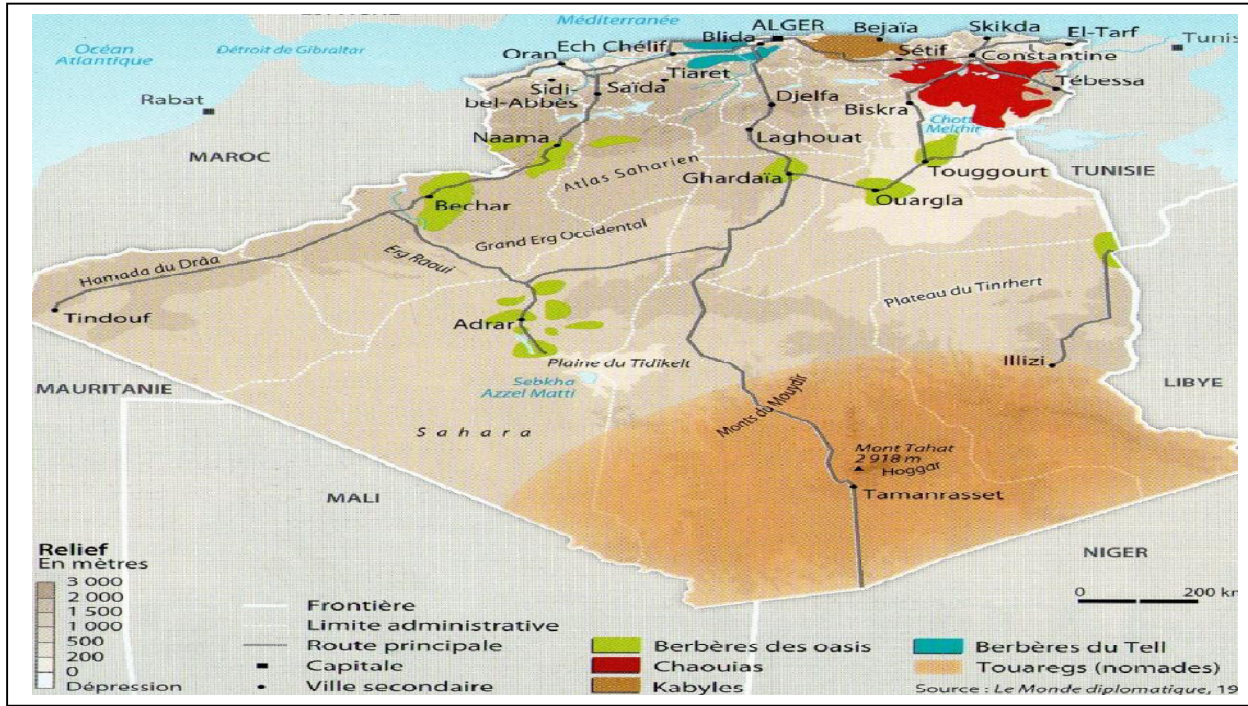 Méditerranée
ALGER
Bejaïa
Skikda
El-Tarf
Tunis
Océan
Atlantique
Détroit de Gibraltar
Blida
Oran
Ech Chélif
Sétif
Constantine
Tiaret
Tébessa
Rabat
Sidi-
bel-Abbès
Saïda
Djelfa
Biskra
Chott
Melrhir
Naama
Laghouat
MAROC
Atlas Saharien
Ghardaïa
Touggourt
TUNISIE
Bechar
Ouargla
Grand Erg Occidental
Erg Raoui
Hamada du Drâa
Plateau du Tinrhert
Tindouf
Adrar
Plaine du Tidikelt
Illizi
MAURITANIE
Sebkha
Azzel Matti
LIBYE
Monts du Mouydir
Sahara
Mont Tahat
2 918 m
Hoggar
Tamanrasset
MALI
NIGER
Relief
En mètres
3 000
2 000
1 500
1 000
500
200
0
Dépression
Frontière
Limite administrative
Route principale
Capitale
Ville secondaire
Berbères des oasis
Chaouias
Kabyles
Berbères du Tell
Touaregs (nomades)
0 200 km
Source : Le Monde diplomatique, 19